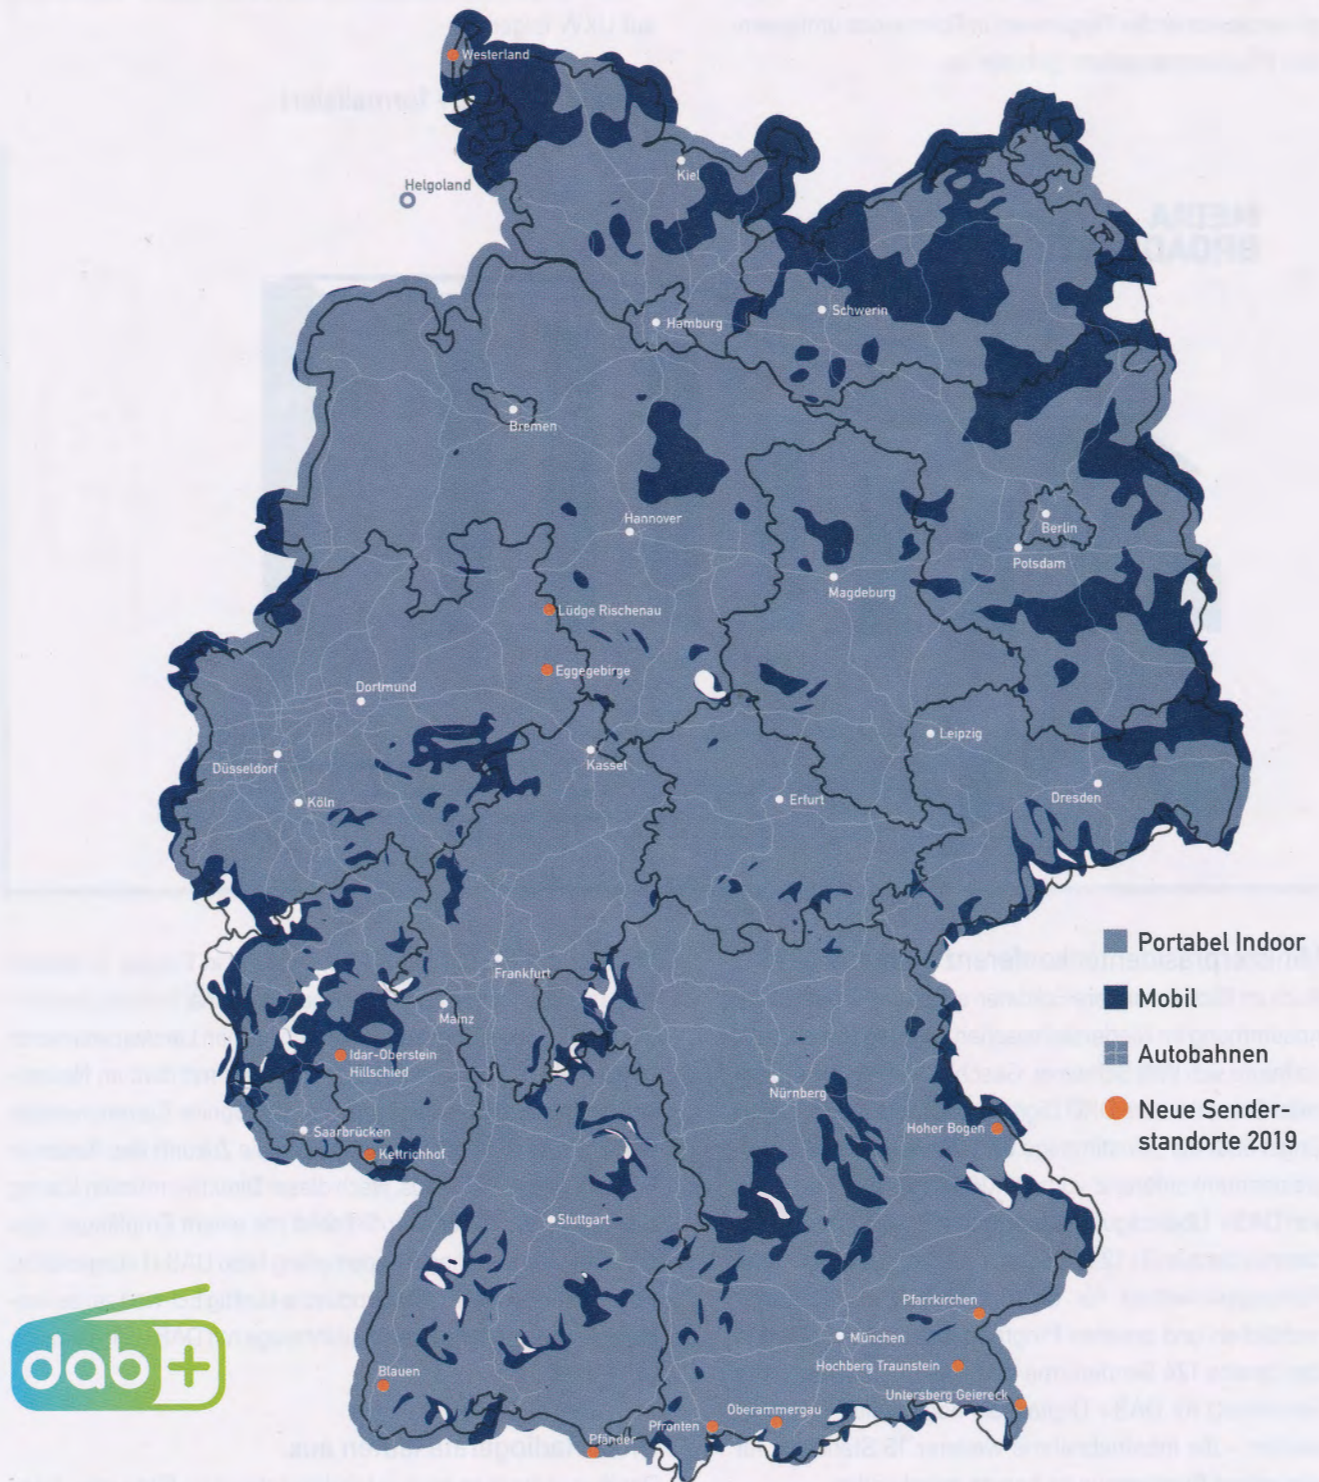 Westerland
Helgoland
Kiel
Schwerin
Hamburg
Bremen
Hannover
Berlin
Potsdam
Magdeburg
Lüdge Rischenau
Eggegebirge
Dortmund
Leipzig
Düsseldorf
Kassel
Köln
Erfurt
Dresden
Portabel Indoor
Mobil
Autobahnen
Neue Sender-
standorte 2019
Frankfurt
Mainz
Idar-Oberstein
Hillschied
Nürnberg
Saarbrücken
Hoher Bogen
Kettrichhof
Stuttgart
Pfarrkirchen
München
Hochberg Traunstein
Blauen
Untersberg Geiereck
Oberammergau
Pfronten
Pfänder
dab+